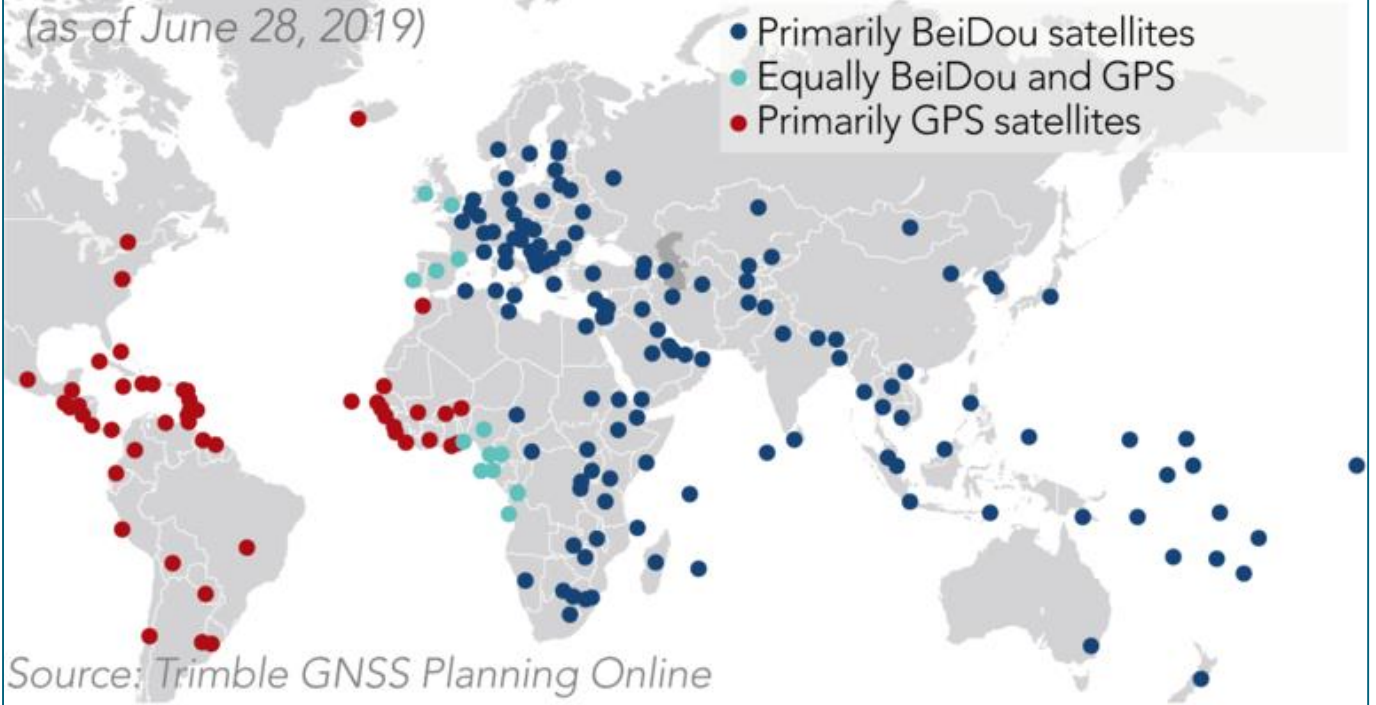 (as of June 28, 2019)
Primarily BeiDou satellites
Equally BeiDou and GPS
Primarily GPS satellites
Source: Trimble GNSS Planning Online